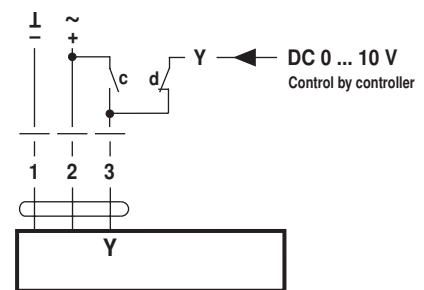 ⊥ ~
− +
c d Y DC 0 ... 10 V
Control by controller
1 2 3
Y